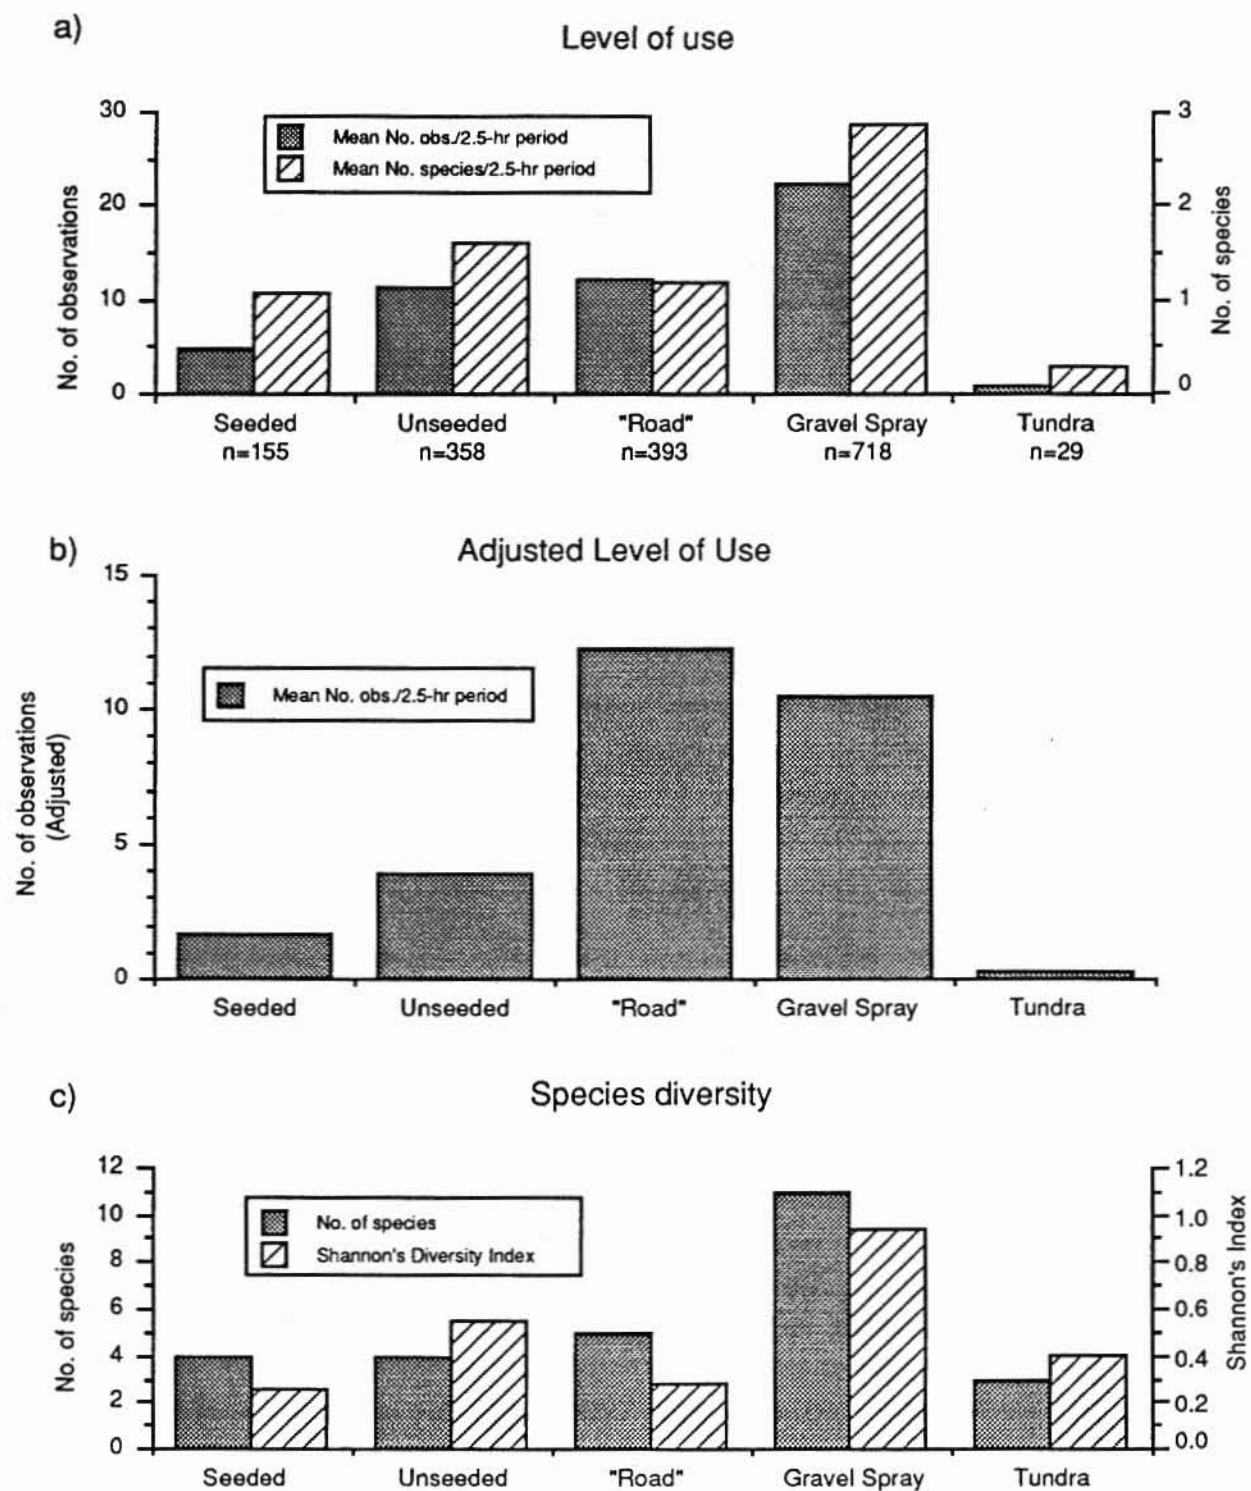 a)
Level of use
30
20
10
0
No. of observations
Mean No. obs./2.5-hr period
Mean No. species/2.5-hr period
3
2
1
0
No. of species
Seeded Unseeded "Road" Gravel Spray Tundra
n=155 n=358 n=393 n=718 n=29
b)
Adjusted Level of Use
15
10
5
0
No. of observations
(Adjusted)
Mean No. obs./2.5-hr period
Seeded Unseeded "Road" Gravel Spray Tundra
c)
Species diversity
12
10
8
6
4
2
0
No. of species
No. of species
Shannon's Diversity Index
1.2
1.0
0.8
0.6
0.4
0.2
0.0
Shannon's Index
Seeded Unseeded "Road" Gravel Spray Tundra